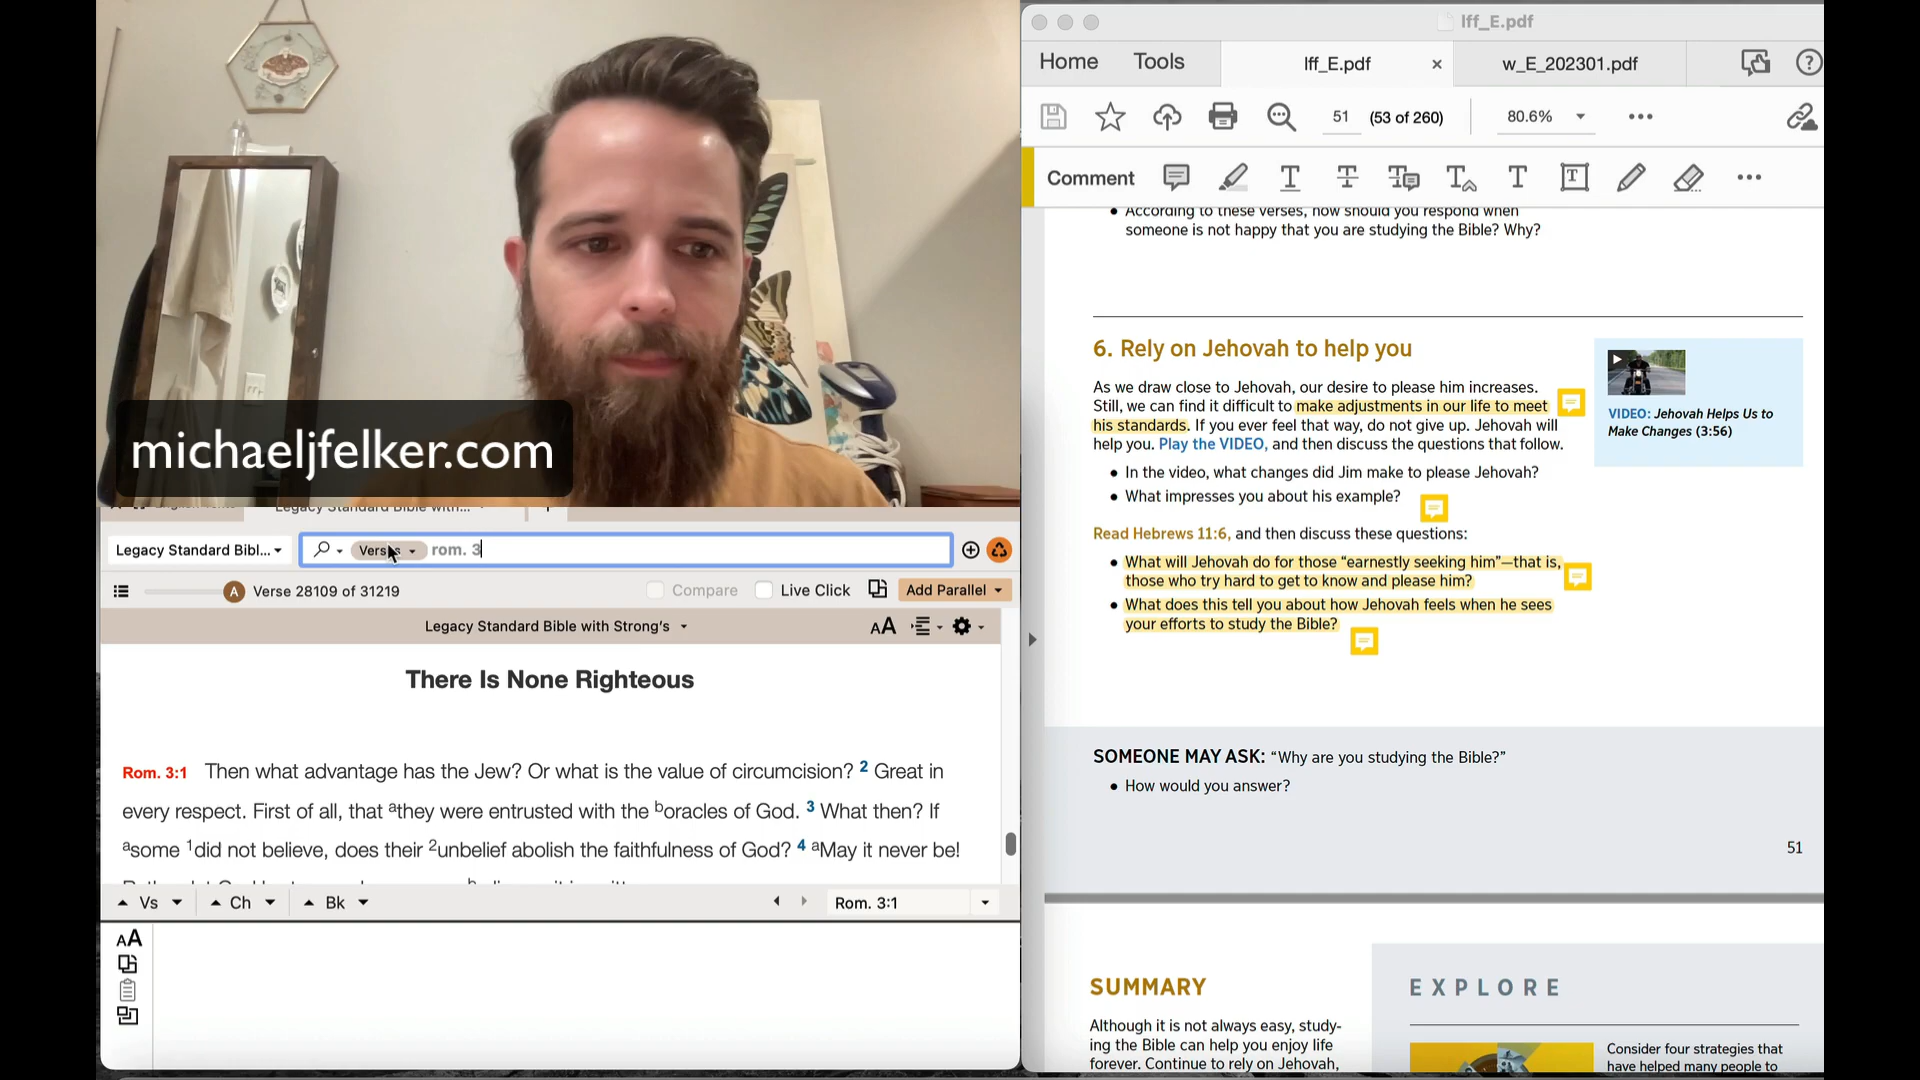 michaeljfelker.com
Legacy Standard Bible with...
Legacy Standard Bibl...
Verses
rom. 3
A
Verse 28109 of 31219
Compare
Live Click
Add Parallel
Legacy Standard Bible with Strong's
AA
There Is None Righteous
Rom. 3:1 Then what advantage has the Jew? Or what is the value of circumcision? 2 Great in
every respect. First of all, that athey were entrusted with the boracles of God. 3 What then? If
asome 1did not believe, does their 2unbelief abolish the faithfulness of God? 4 aMay it never be!
Vs
Ch
Bk
Rom. 3:1
AA
lff_E.pdf
Home
Tools
lff_E.pdf
×
w_E_202301.pdf
?
51
(53 of 260)
80.6%
Comment
• According to these verses, how should you respond when
someone is not happy that you are studying the Bible? Why?
6. Rely on Jehovah to help you
As we draw close to Jehovah, our desire to please him increases.
Still, we can find it difficult to make adjustments in our life to meet
his standards. If you ever feel that way, do not give up. Jehovah will
help you. Play the VIDEO, and then discuss the questions that follow.
• In the video, what changes did Jim make to please Jehovah?
• What impresses you about his example?
VIDEO: Jehovah Helps Us to
Make Changes (3:56)
Read Hebrews 11:6, and then discuss these questions:
• What will Jehovah do for those “earnestly seeking him”—that is,
those who try hard to get to know and please him?
• What does this tell you about how Jehovah feels when he sees
your efforts to study the Bible?
SOMEONE MAY ASK: “Why are you studying the Bible?”
• How would you answer?
51
SUMMARY
Although it is not always easy, study-
ing the Bible can help you enjoy life
forever. Continue to rely on Jehovah,
EXPLORE
Consider four strategies that
have helped many people to